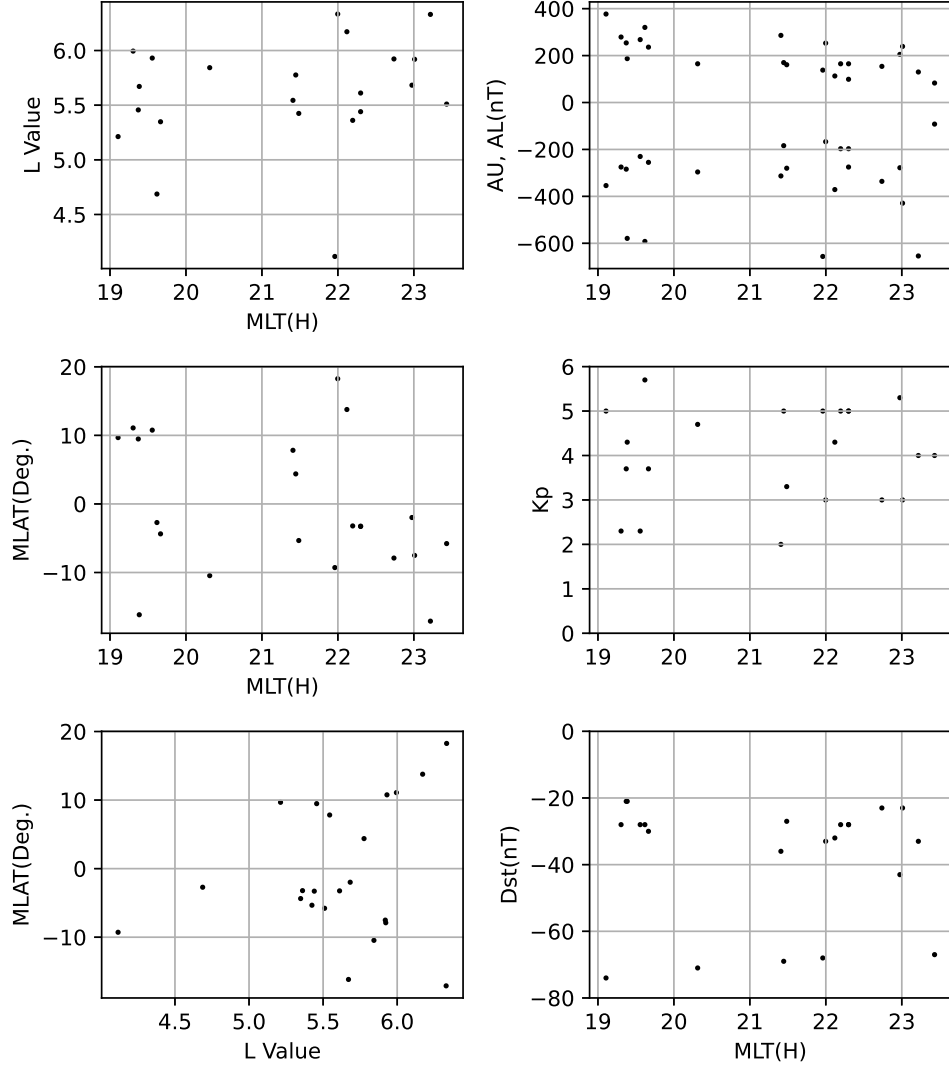 6.0
5.5
5.0
4.5
L Value
19 20 21 22 23
MLT(H)
400
200
0
−200
−400
−600
AU, AL(nT)
19 20 21 22 23
20
10
0
−10
MLAT(Deg.)
19 20 21 22 23
MLT(H)
6
5
4
3
2
1
0
Kp
19 20 21 22 23
20
10
0
−10
MLAT(Deg.)
4.5 5.0 5.5 6.0
L Value
0
−20
−40
−60
−80
Dst(nT)
19 20 21 22 23
MLT(H)